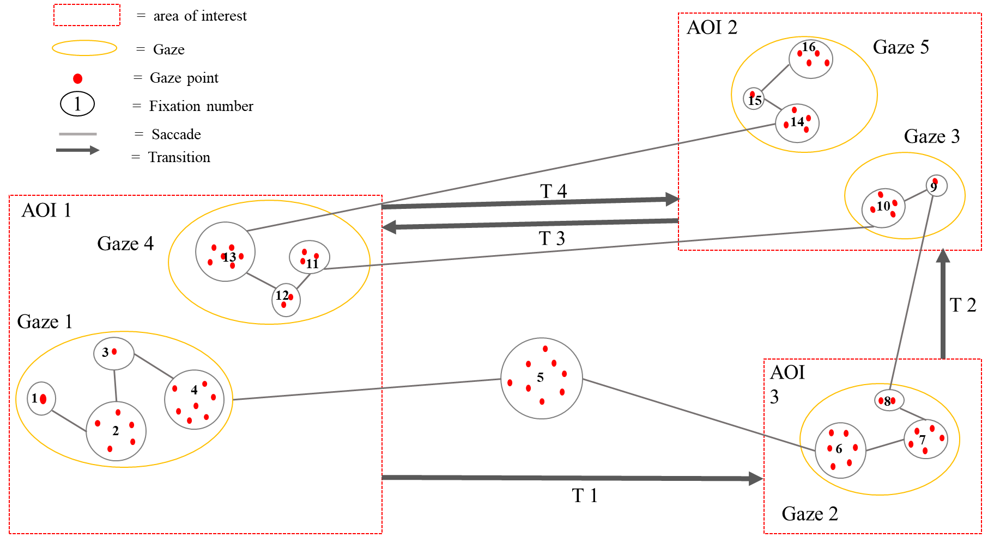 = area of interest
= Gaze
= Gaze point
1
= Fixation number
= Saccade
= Transition
AOI 2
16
Gaze 5
15
14
Gaze 3
9
10
T 4
T 3
AOI 1
Gaze 4
13
11
12
T 2
Gaze 1
3
1
4
2
5
AOI
3
8
7
6
T 1
Gaze 2